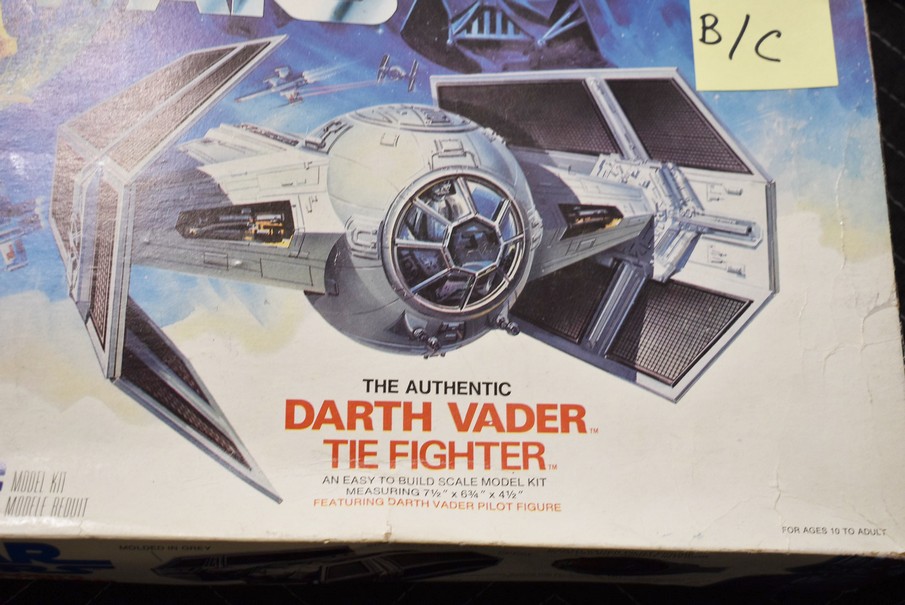 B/C
THE AUTHENTIC
DARTH VADER™
TIE FIGHTER™
AN EASY TO BUILD SCALE MODEL KIT
MEASURING 7½" x 6¾" x 4½"
FEATURING DARTH VADER PILOT FIGURE
MODEL KIT
MODELE REDUIT
FOR AGES 10 TO ADULT
MOLDED IN GREY